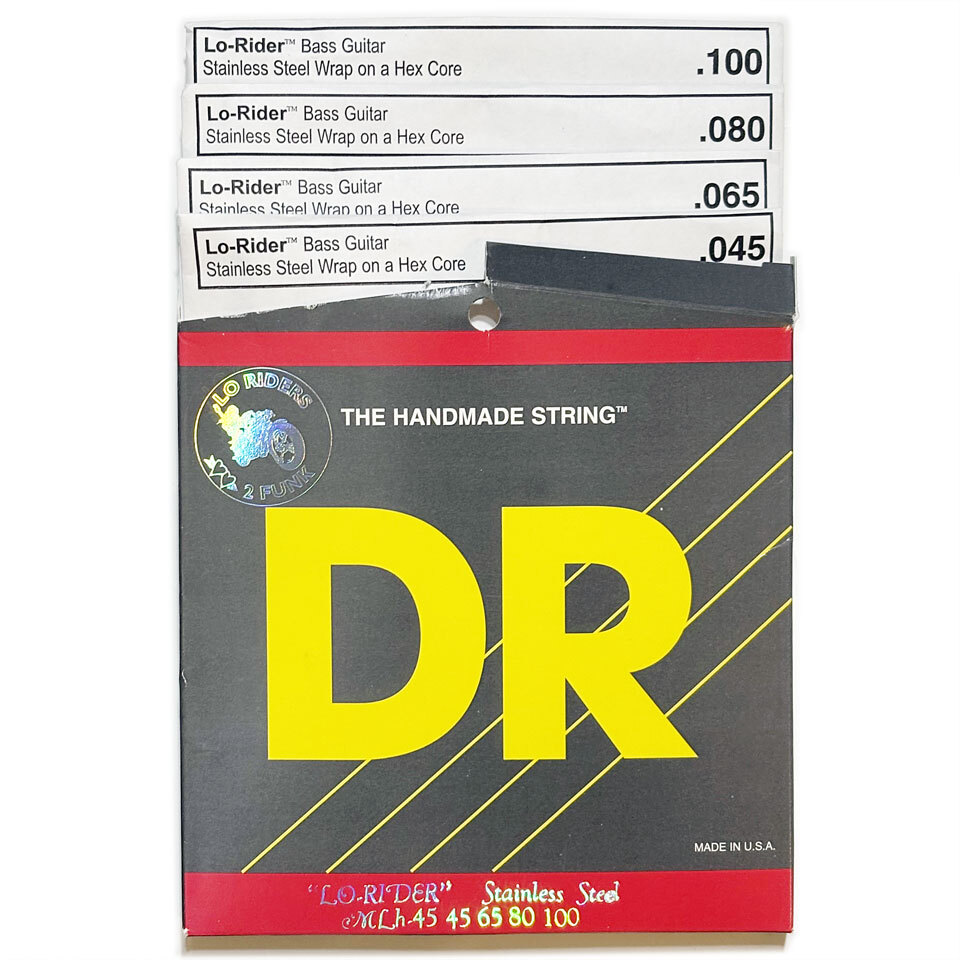 Lo-Rider™ Bass Guitar
Stainless Steel Wrap on a Hex Core
.100
Lo-Rider™ Bass Guitar
Stainless Steel Wrap on a Hex Core
.080
Lo-Rider™ Bass Guitar
Stainless Steel Wrap on a Hex Core
.065
Lo-Rider™ Bass Guitar
Stainless Steel Wrap on a Hex Core
.045
LO RIDERS
2 FUNK
THE HANDMADE STRING™
DR
MADE IN U.S.A.
"LO-RIDER" Stainless Steel
MLh-45 45 65 80 100